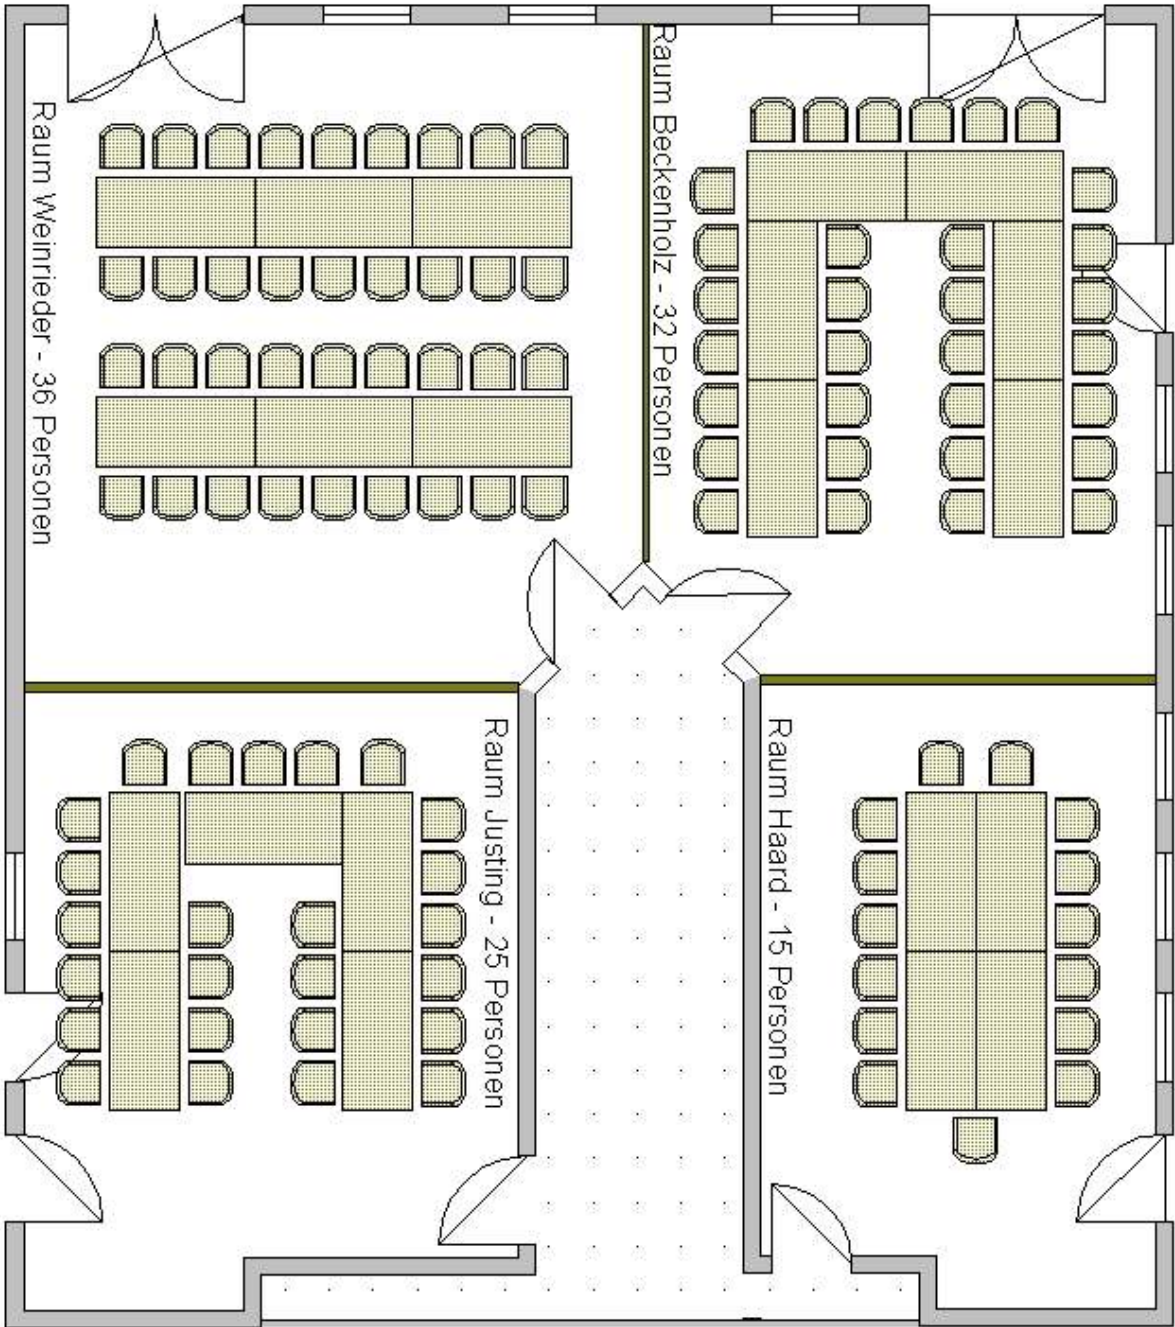 Raum Weinrieder - 36 Personen
Raum Beckenholz - 32 Personen
Raum Justing - 25 Personen
Raum Haard - 15 Personen